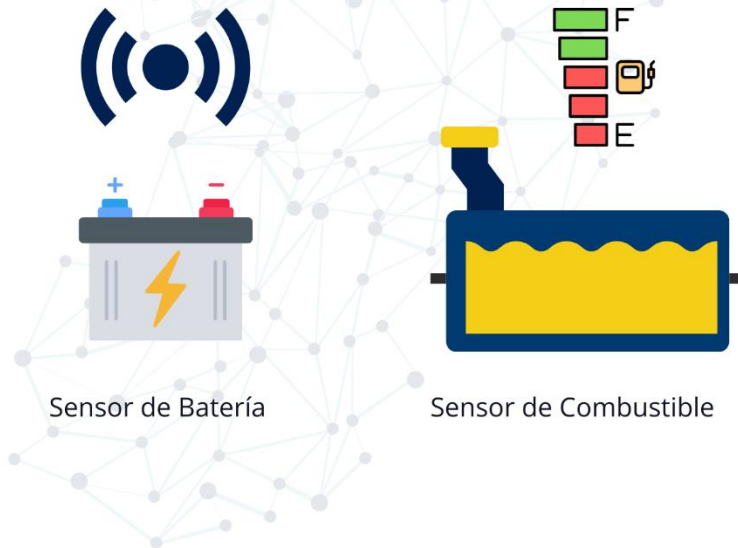 F
E
+ −
Sensor de Batería
Sensor de Combustible